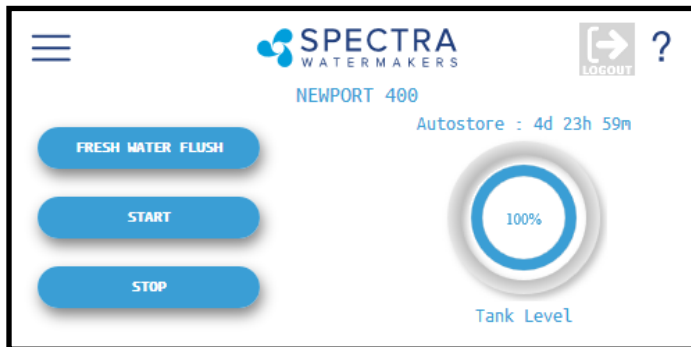 SPECTRA
WATERMAKERS
LOGOUT
?
NEWPORT 400
Autostore : 4d 23h 59m
FRESH WATER FLUSH
START
STOP
100%
Tank Level